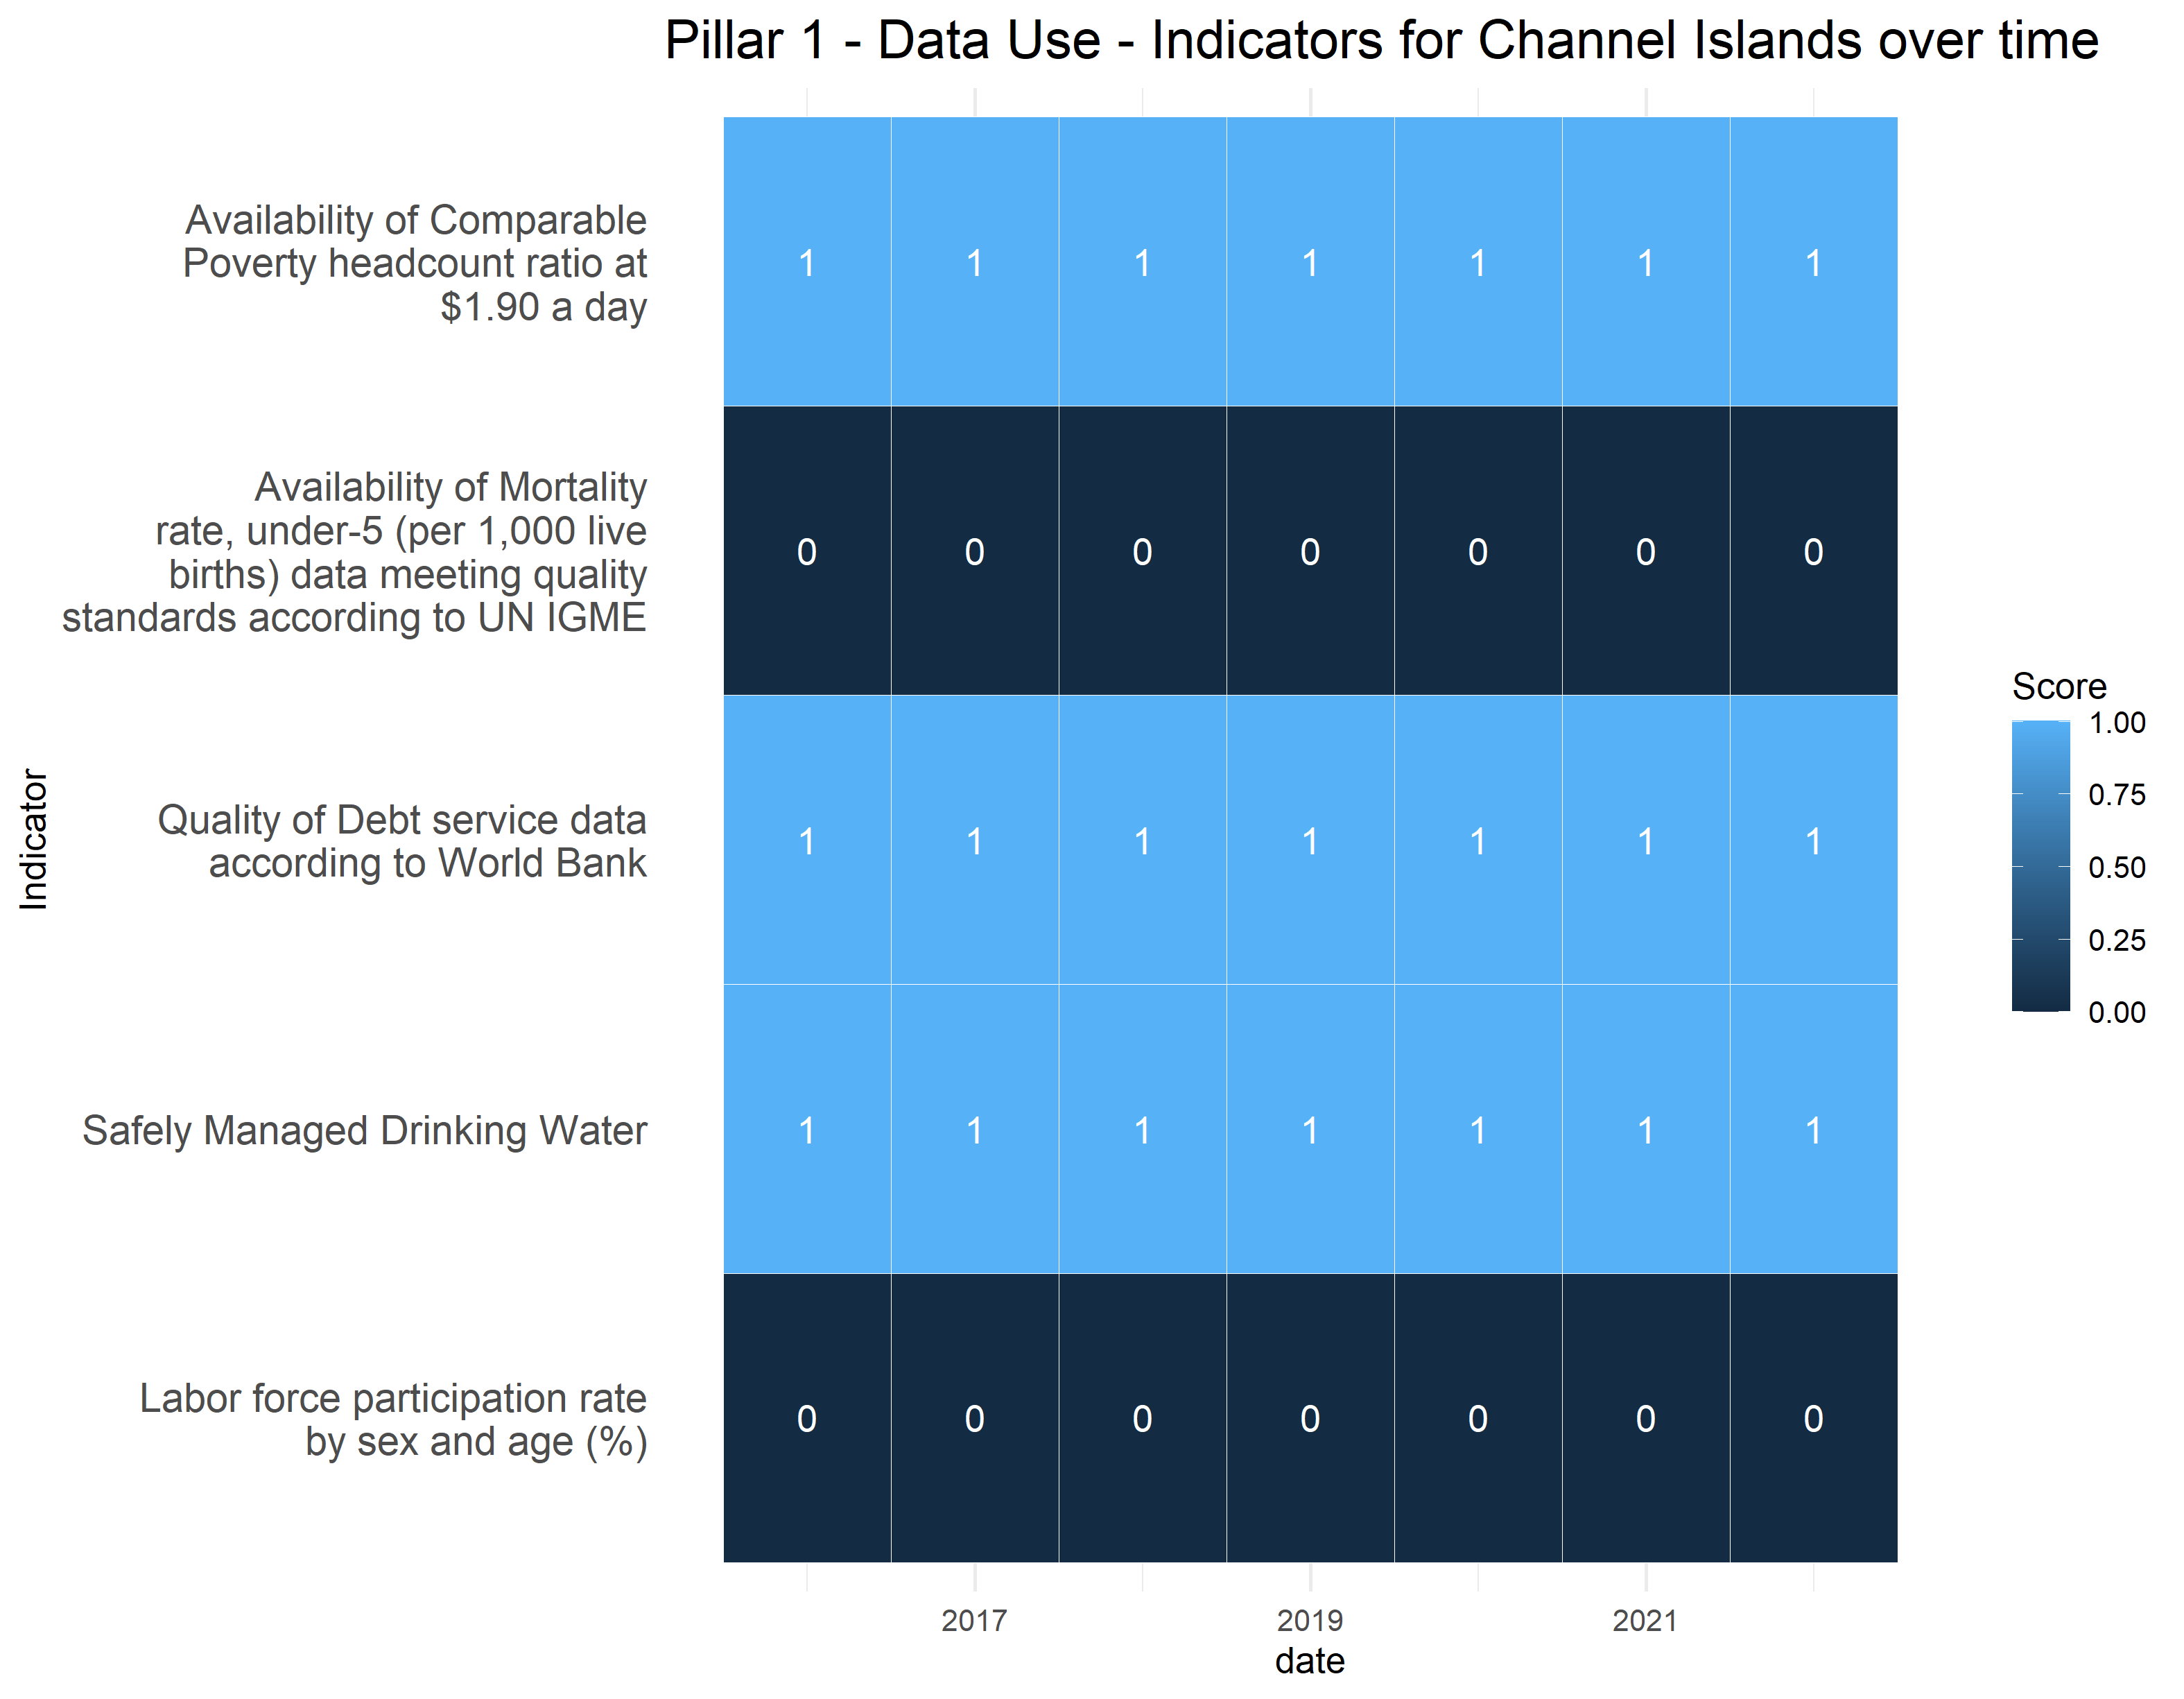 Pillar 1 - Data Use - Indicators for Channel Islands over time
Indicator
Availability of Comparable
Poverty headcount ratio at
$1.90 a day
1 1 1 1 1 1 1
Availability of Mortality
rate, under-5 (per 1,000 live
births) data meeting quality
standards according to UN IGME
0 0 0 0 0 0 0
Quality of Debt service data
according to World Bank
1 1 1 1 1 1 1
Safely Managed Drinking Water
1 1 1 1 1 1 1
Labor force participation rate
by sex and age (%)
0 0 0 0 0 0 0
2017 2019 2021
date
Score
1.00
0.75
0.50
0.25
0.00